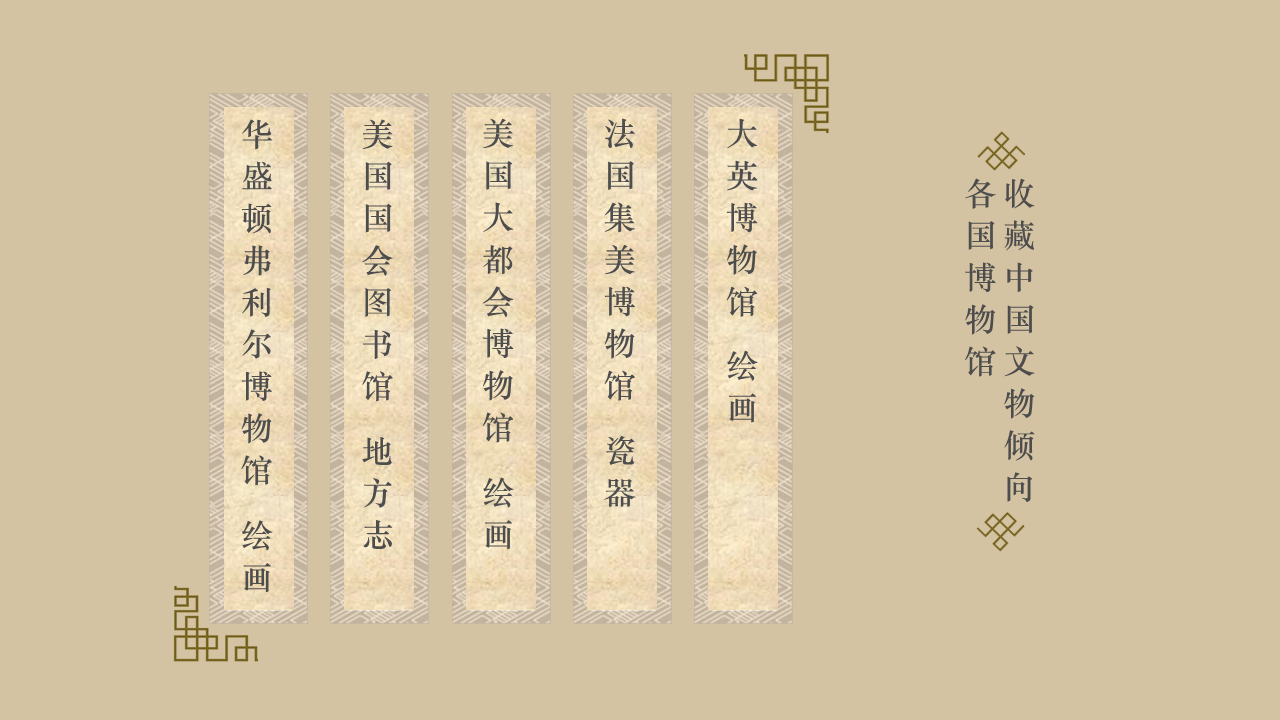 收藏中国文物倾向
各国博物馆
大英博物馆 绘画
法国集美博物馆 瓷器
美国大都会博物馆 绘画
美国国会图书馆 地方志
华盛顿弗利尔博物馆 绘画